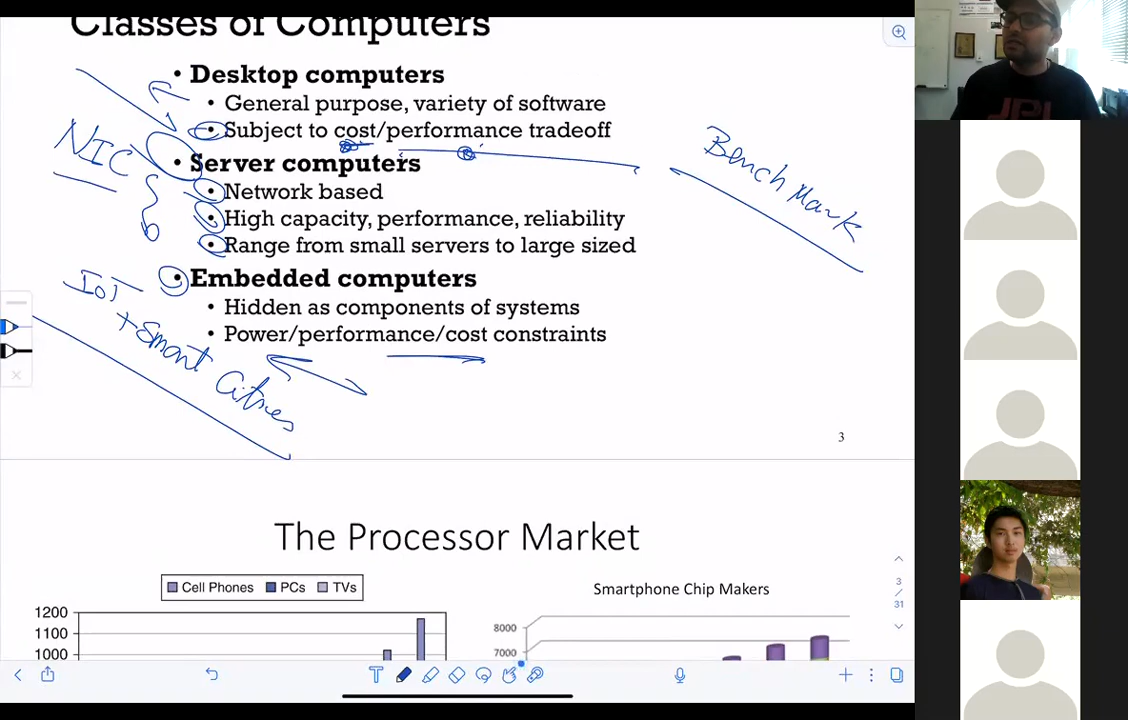 Classes of Computers
• Desktop computers
• General purpose, variety of software
• Subject to cost/performance tradeoff
Bench Mark
NIC
• Server computers
• Network based
• High capacity, performance, reliability
• Range from small servers to large sized
IoT
+ Smart Cities
• Embedded computers
• Hidden as components of systems
• Power/performance/cost constraints
3
The Processor Market
Cell Phones PCs TVs
1200
1100
1000
Smartphone Chip Makers
8000
7000
3
/
31
T
JPL